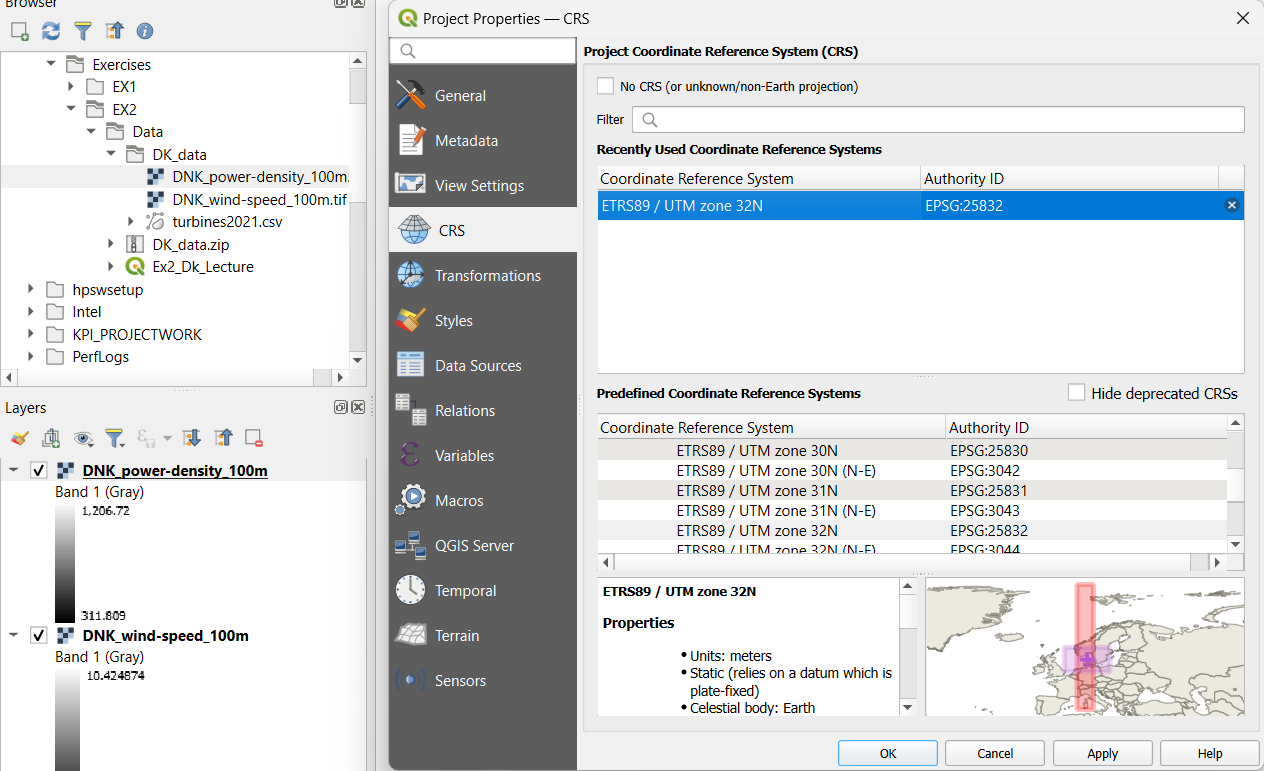 Browser
Exercises
EX1
EX2
Data
DK_data
DNK_power-density_100m.
DNK_wind-speed_100m.tif
turbines2021.csv
DK_data.zip
Ex2_Dk_Lecture
hpswsetup
Intel
KPI_PROJECTWORK
PerfLogs
Layers
DNK_power-density_100m
Band 1 (Gray)
1,206.72
311.809
DNK_wind-speed_100m
Band 1 (Gray)
10.424874
Project Properties — CRS
General
Metadata
View Settings
CRS
Transformations
Styles
Data Sources
Relations
Variables
Macros
QGIS Server
Temporal
Terrain
Sensors
Project Coordinate Reference System (CRS)
No CRS (or unknown/non-Earth projection)
Filter
Recently Used Coordinate Reference Systems
Coordinate Reference System Authority ID
ETRS89 / UTM zone 32N EPSG:25832
Predefined Coordinate Reference Systems Hide deprecated CRSs
Coordinate Reference System Authority ID
ETRS89 / UTM zone 30N EPSG:25830
ETRS89 / UTM zone 30N (N-E) EPSG:3042
ETRS89 / UTM zone 31N EPSG:25831
ETRS89 / UTM zone 31N (N-E) EPSG:3043
ETRS89 / UTM zone 32N EPSG:25832
ETRS89 / UTM zone 32N (N-E) EPSG:3044
ETRS89 / UTM zone 32N
Properties
• Units: meters
• Static (relies on a datum which is
plate-fixed)
• Celestial body: Earth
OK Cancel Apply Help